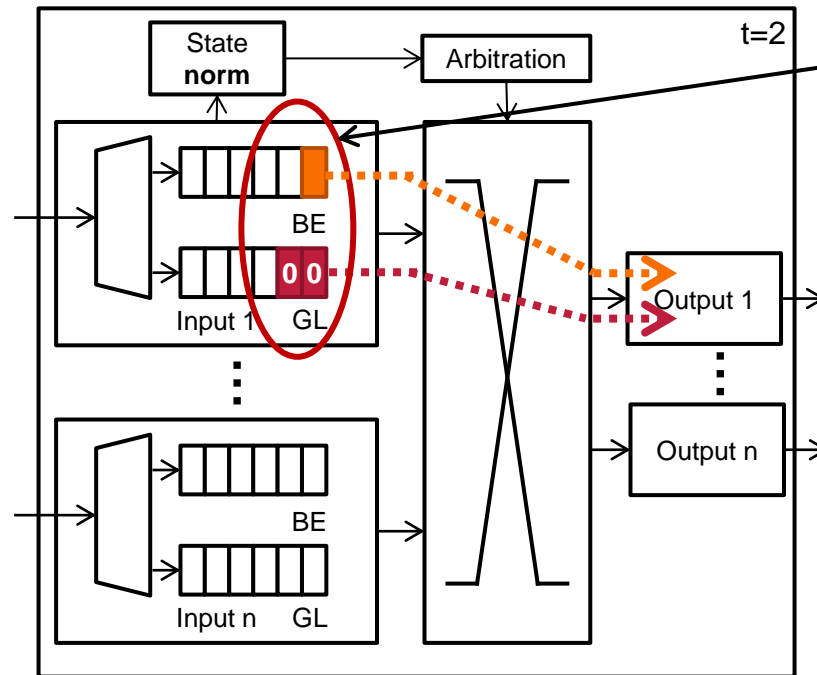 t=2
State
norm
Arbitration
BE
0 0
Input 1 GL
Output 1
Output n
BE
Input n GL